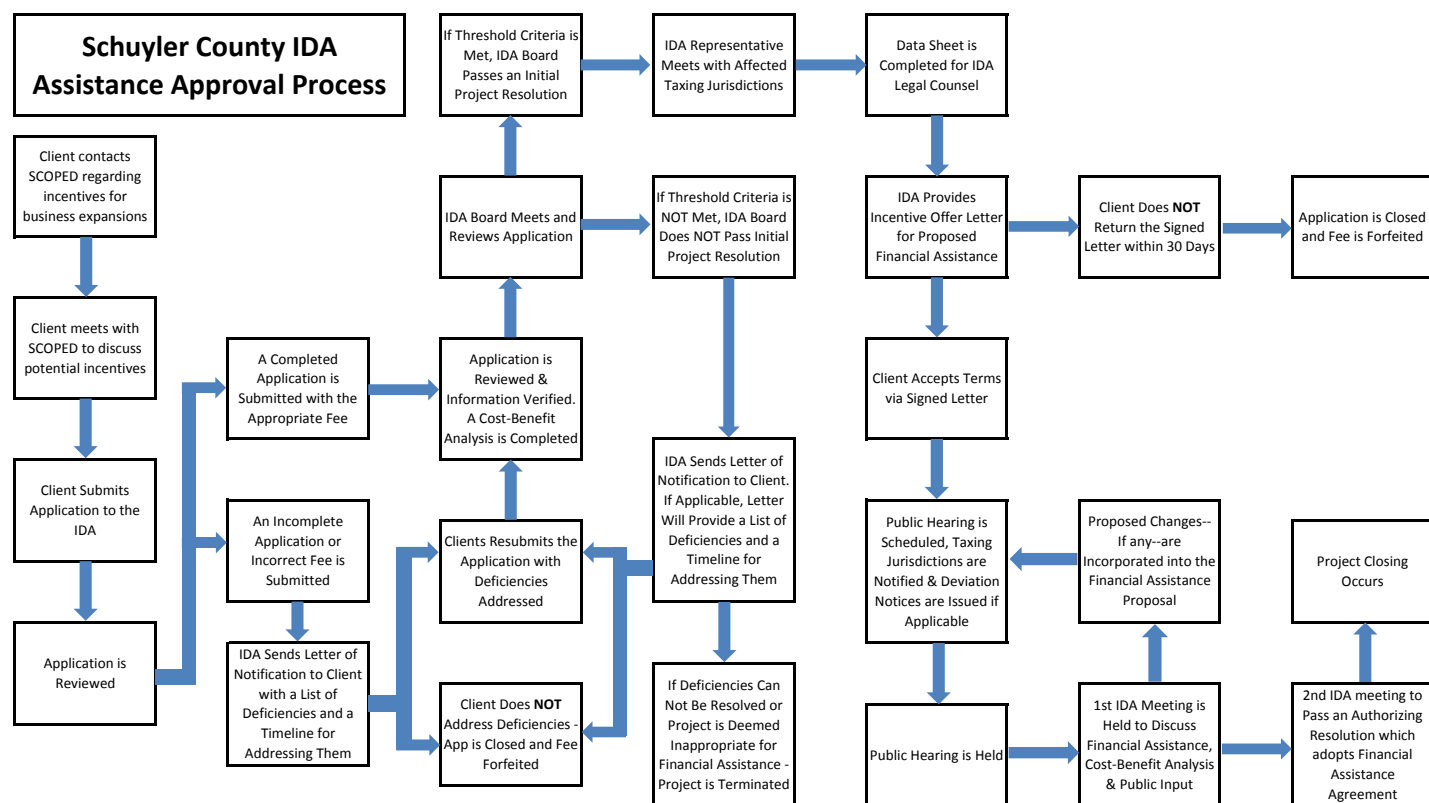 Schuyler County IDA
Assistance Approval Process
Client contacts
SCOPED regarding
incentives for
business expansions
Client meets with
SCOPED to discuss
potential incentives
Client Submits
Application to the
IDA
Application is
Reviewed
A Completed
Application is
Submitted with the
Appropriate Fee
An Incomplete
Application or
Incorrect Fee is
Submitted
IDA Sends Letter of
Notification to Client
with a List of
Deficiencies and a
Timeline for
Addressing Them
If Threshold Criteria is
Met, IDA Board
Passes an Initial
Project Resolution
IDA Board Meets and
Reviews Application
Application is
Reviewed &
Information Verified.
A Cost-Benefit
Analysis is Completed
Clients Resubmits the
Application with
Deficiencies
Addressed
Client Does NOT
Address Deficiencies -
App is Closed and Fee
Forfeited
IDA Representative
Meets with Affected
Taxing Jurisdictions
If Threshold Criteria is
NOT Met, IDA Board
Does NOT Pass Initial
Project Resolution
IDA Sends Letter of
Notification to Client.
If Applicable, Letter
Will Provide a List of
Deficiencies and a
Timeline for
Addressing Them
If Deficiencies Can
Not be Resolved or
Project is Deemed
Inappropriate for
Financial Assistance -
Project is Terminated
Data Sheet is
Completed for IDA
Legal Counsel
IDA Provides
Incentive Offer Letter
for Proposed
Financial Assistance
Client Accepts Terms
via Signed Letter
Public Hearing is
Scheduled, Taxing
Jurisdictions are
Notified & Deviation
Notices are Issued if
Applicable
Public Hearing is Held
Client Does NOT
Return the Signed
Letter within 30 Days
Proposed Changes--
If any--are
Incorporated into the
Financial Assistance
Proposal
1st IDA Meeting is
Held to Discuss
Financial Assistance,
Cost-Benefit Analysis
& Public Input
Application is Closed
and Fee is Forfeited
Project Closing
Occurs
2nd IDA meeting to
Pass an Authorizing
Resolution which
adopts Financial
Assistance
Agreement